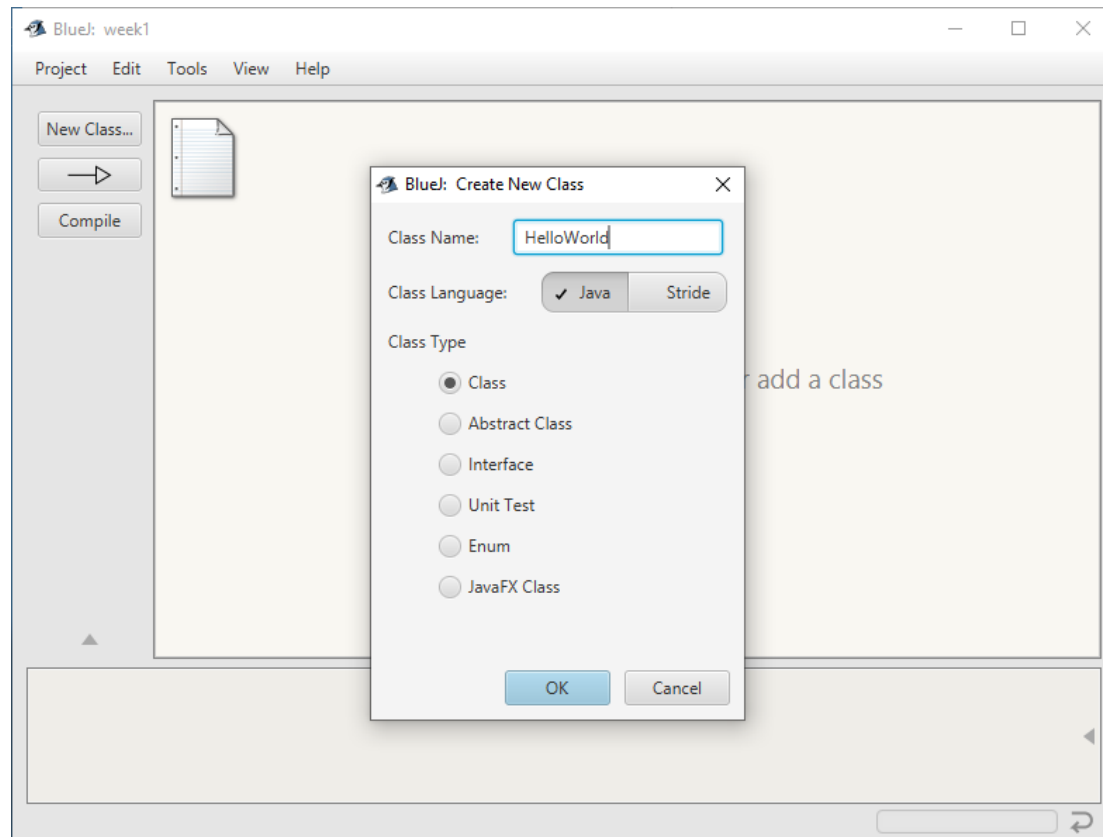 BlueJ: week1
Project Edit Tools View Help
New Class...
Compile
BlueJ: Create New Class
Class Name: HelloWorld
Class Language: Java Stride
Class Type
Class
Abstract Class
Interface
Unit Test
Enum
JavaFX Class
OK Cancel
add a class